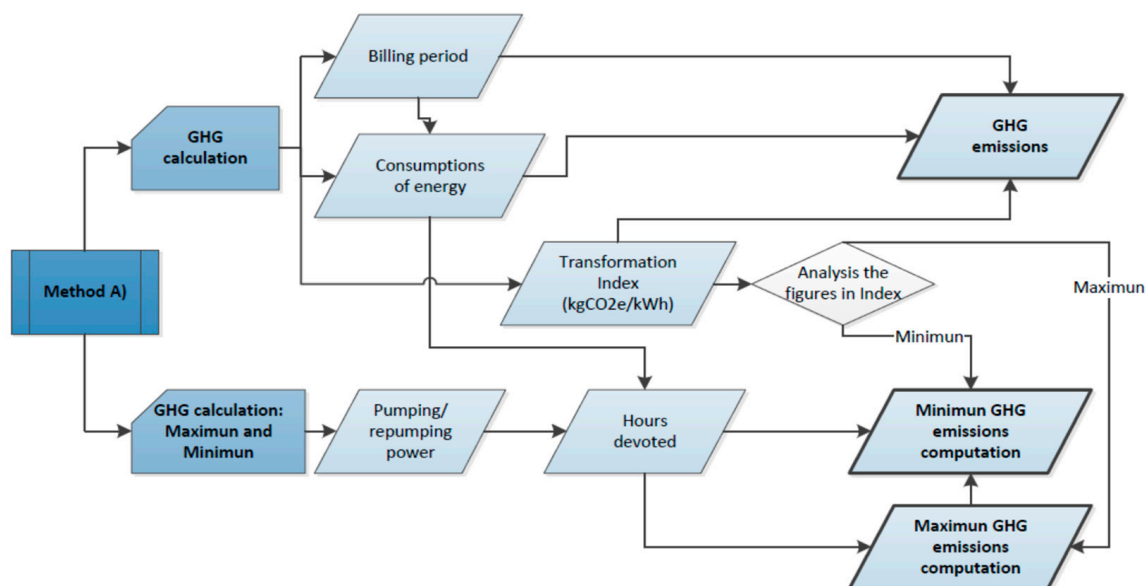 Billing period
GHG
calculation
GHG
emissions
Consumptions
of energy
Transformation
Index
(kgCO2e/kWh)
Analysis the
figures in Index
Maximun
Method A)
Minimun
GHG calculation:
Maximun and
Minimun
Pumping/
repumping
power
Hours
devoted
Minimun GHG
emissions
computation
Maximun GHG
emissions
computation